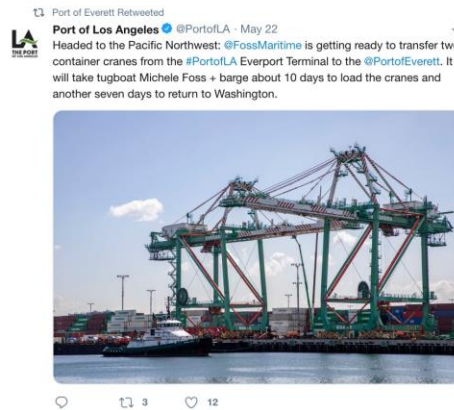 Port of Everett Retweeted
Port of Los Angeles @PortofLA · May 22
Headed to the Pacific Northwest: @FossMaritime is getting ready to transfer
container cranes from the #PortofLA Everport Terminal to the @PortofEverett. It
will take tugboat Michele Foss + barge about 10 days to load the cranes and
another seven days to return to Washington.
LA
THE PORT
OF LOS ANGELES
3
12